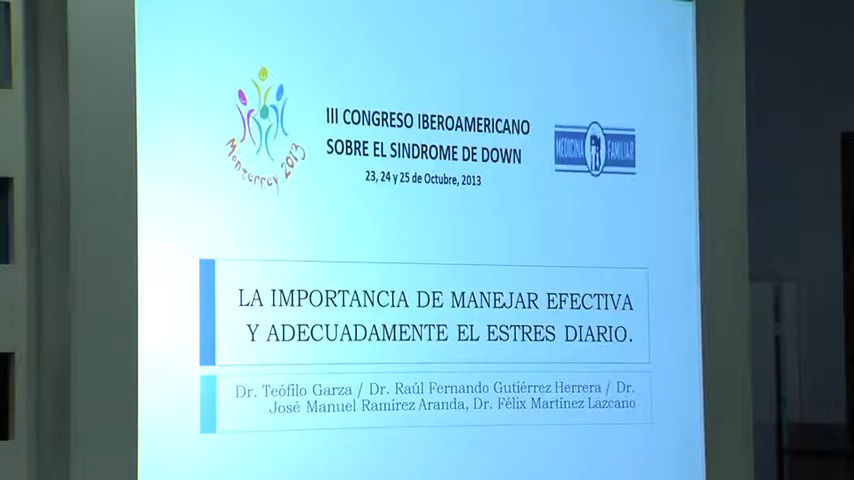 Monterrey 2013
III CONGRESO IBEROAMERICANO
SOBRE EL SINDROME DE DOWN
23, 24 y 25 de Octubre, 2013
MEDICINA FAMILIAR
LA IMPORTANCIA DE MANEJAR EFECTIVA
Y ADECUADAMENTE EL ESTRES DIARIO.
Dr. Teófilo Garza / Dr. Raúl Fernando Gutiérrez Herrera / Dr.
José Manuel Ramírez Aranda, Dr. Félix Martínez Lazcano